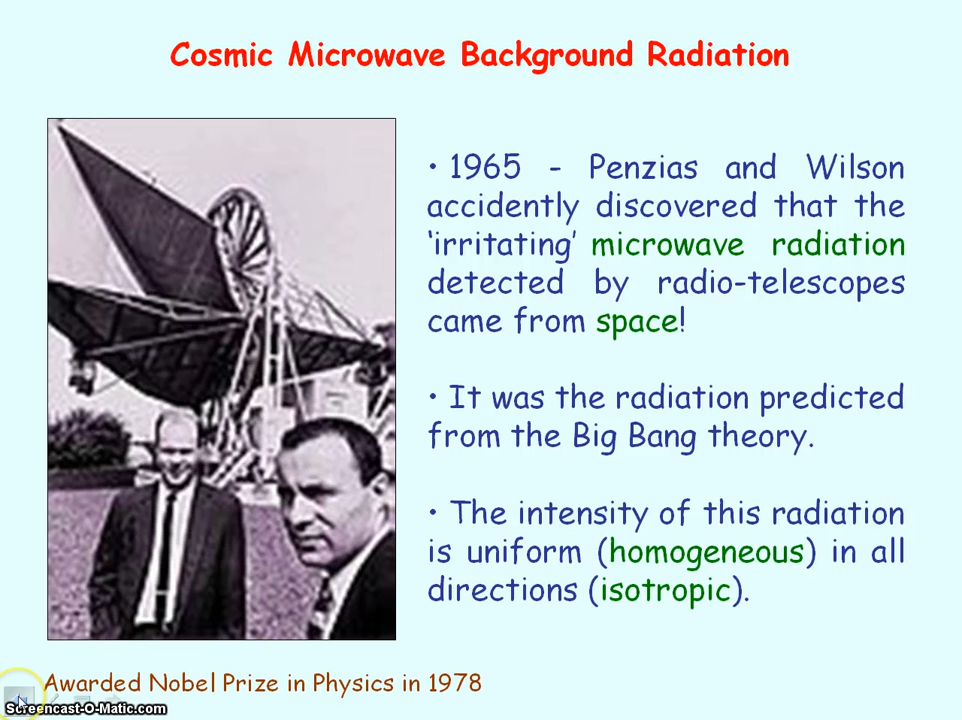 Cosmic Microwave Background Radiation
• 1965 - Penzias and Wilson
accidently discovered that the
‘irritating’ microwave radiation
detected by radio-telescopes
came from space!
• It was the radiation predicted
from the Big Bang theory.
• The intensity of this radiation
is uniform (homogeneous) in all
directions (isotropic).
Awarded Nobel Prize in Physics in 1978
Screencast-O-Matic.com